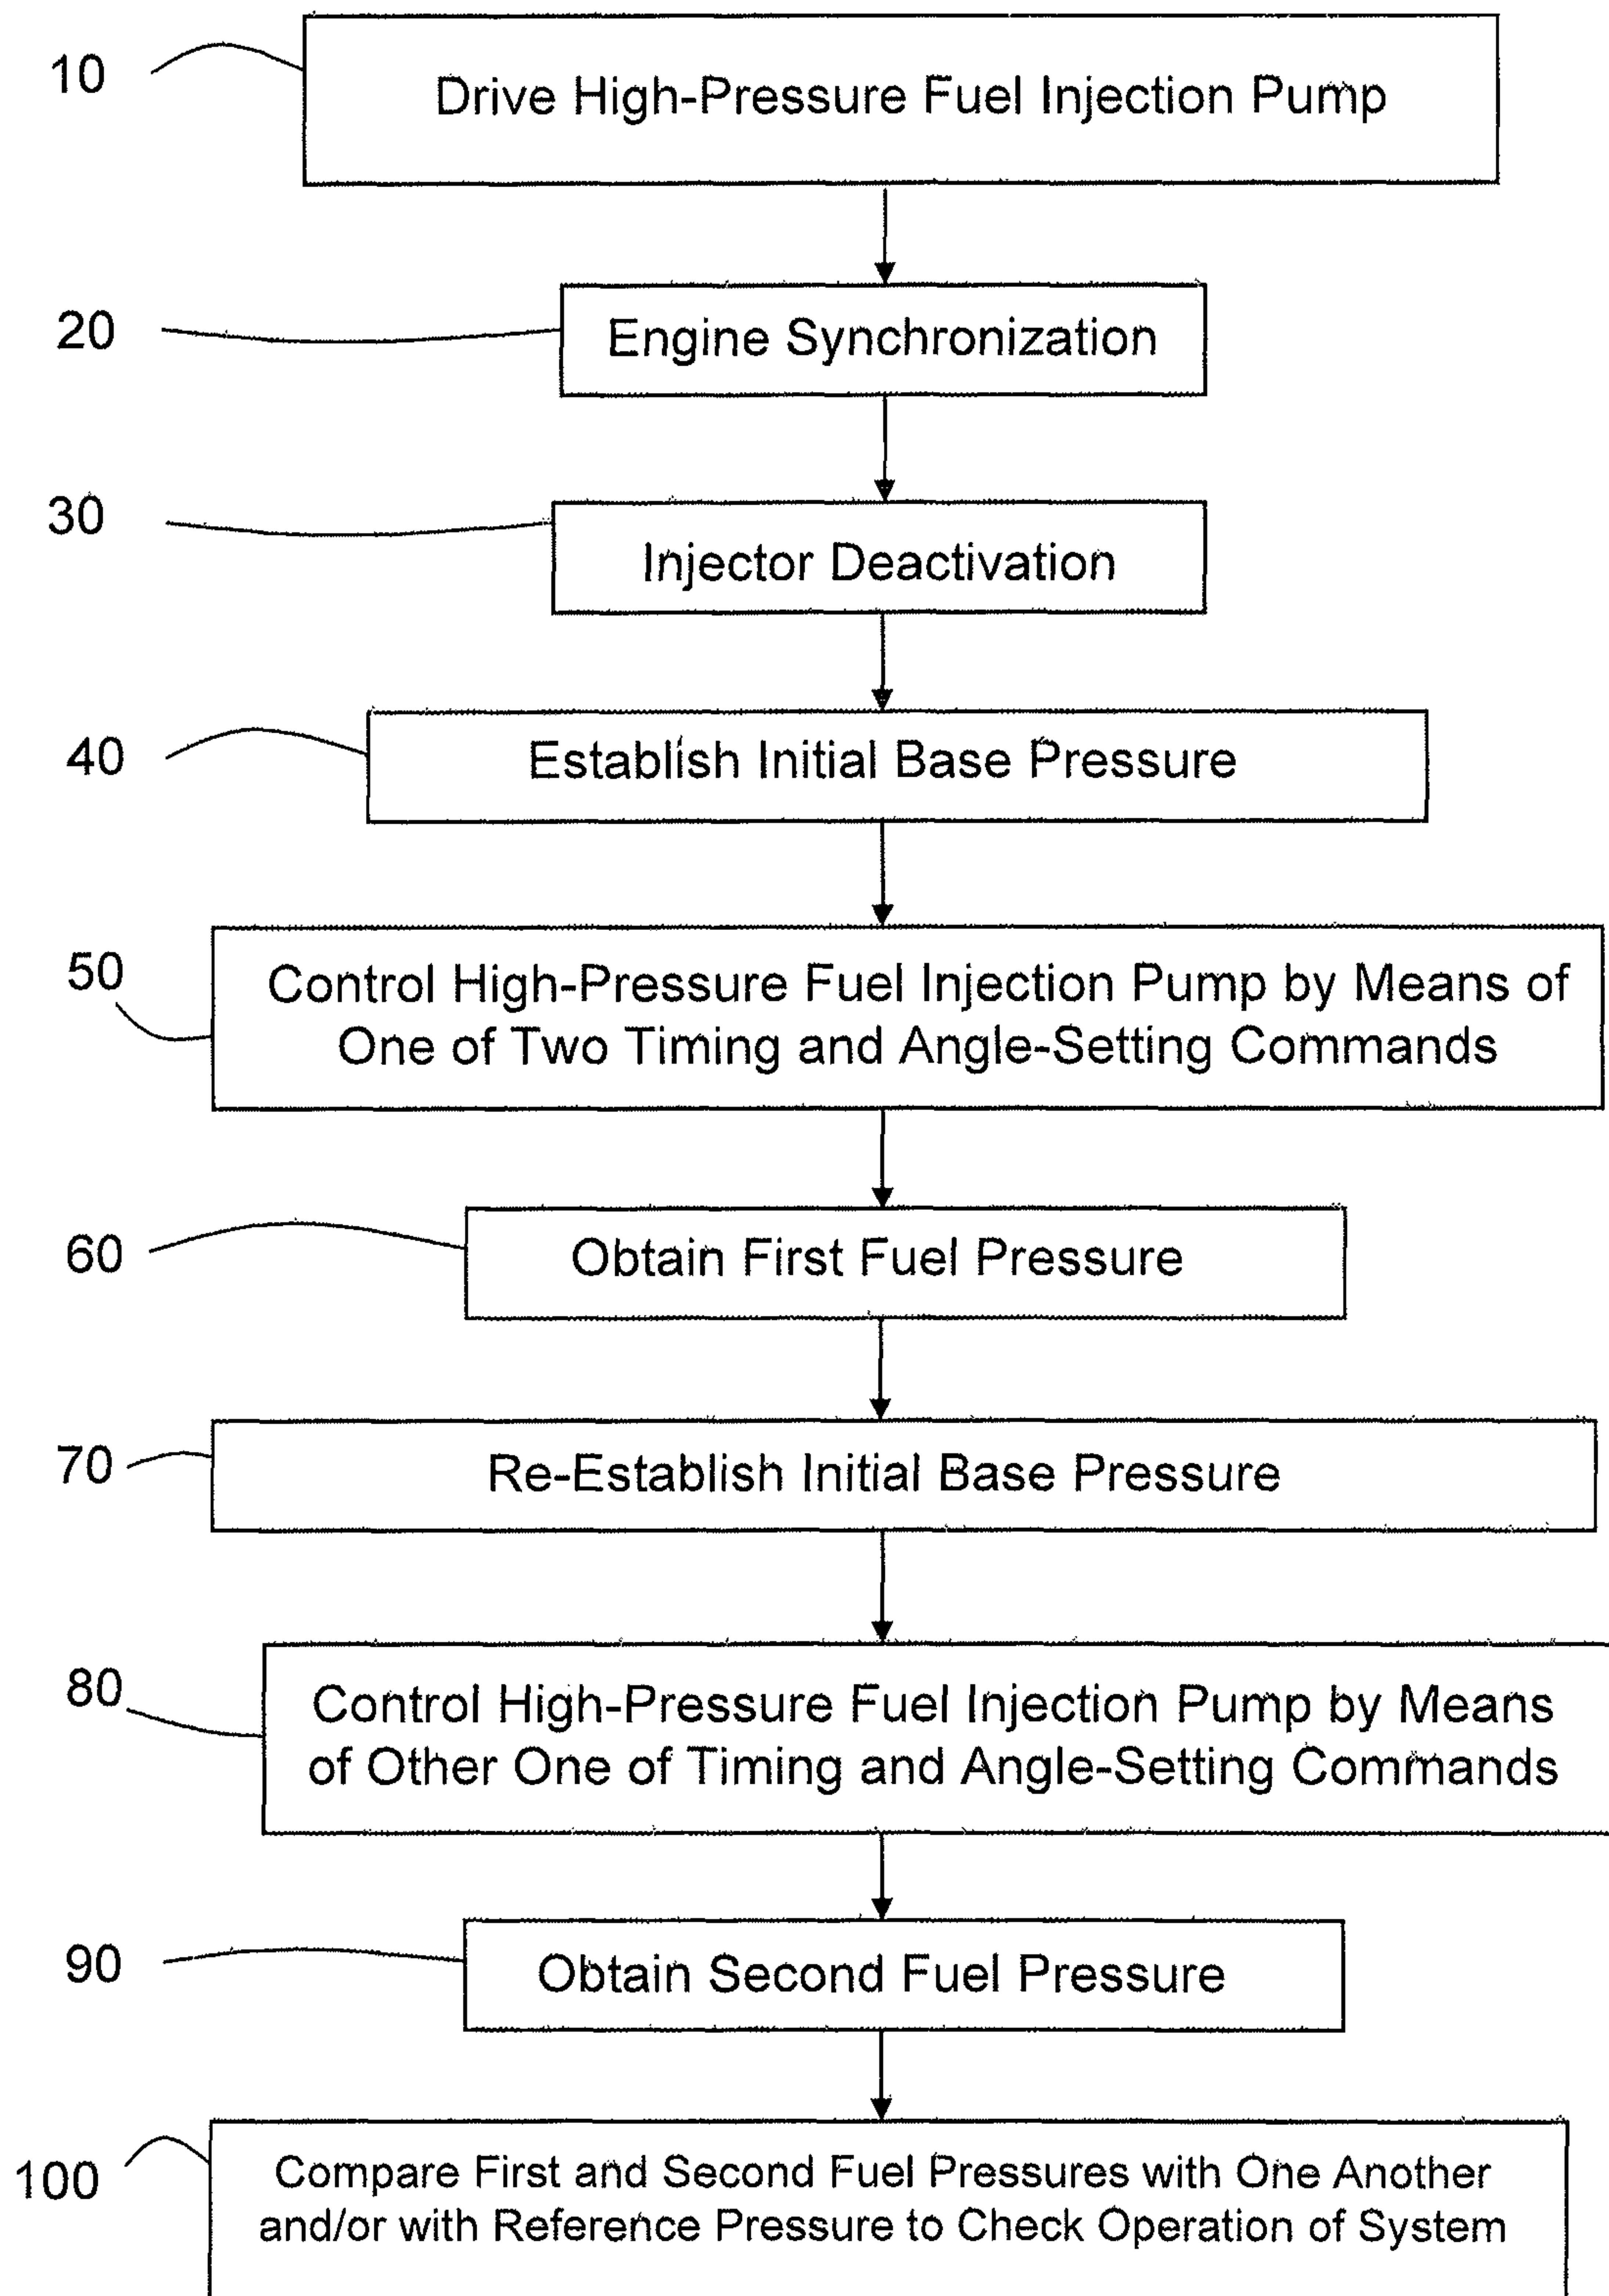 10
Drive High-Pressure Fuel Injection Pump
20
Engine Synchronization
30
Injector Deactivation
40
Establish Initial Base Pressure
50
Control High-Pressure Fuel Injection Pump by Means of
One of Two Timing and Angle-Setting Commands
60
Obtain First Fuel Pressure
70
Re-Establish Initial Base Pressure
80
Control High-Pressure Fuel Injection Pump by Means
of Other One of Timing and Angle-Setting Commands
90
Obtain Second Fuel Pressure
100
Compare First and Second Fuel Pressures with One Another
and/or with Reference Pressure to Check Operation of System